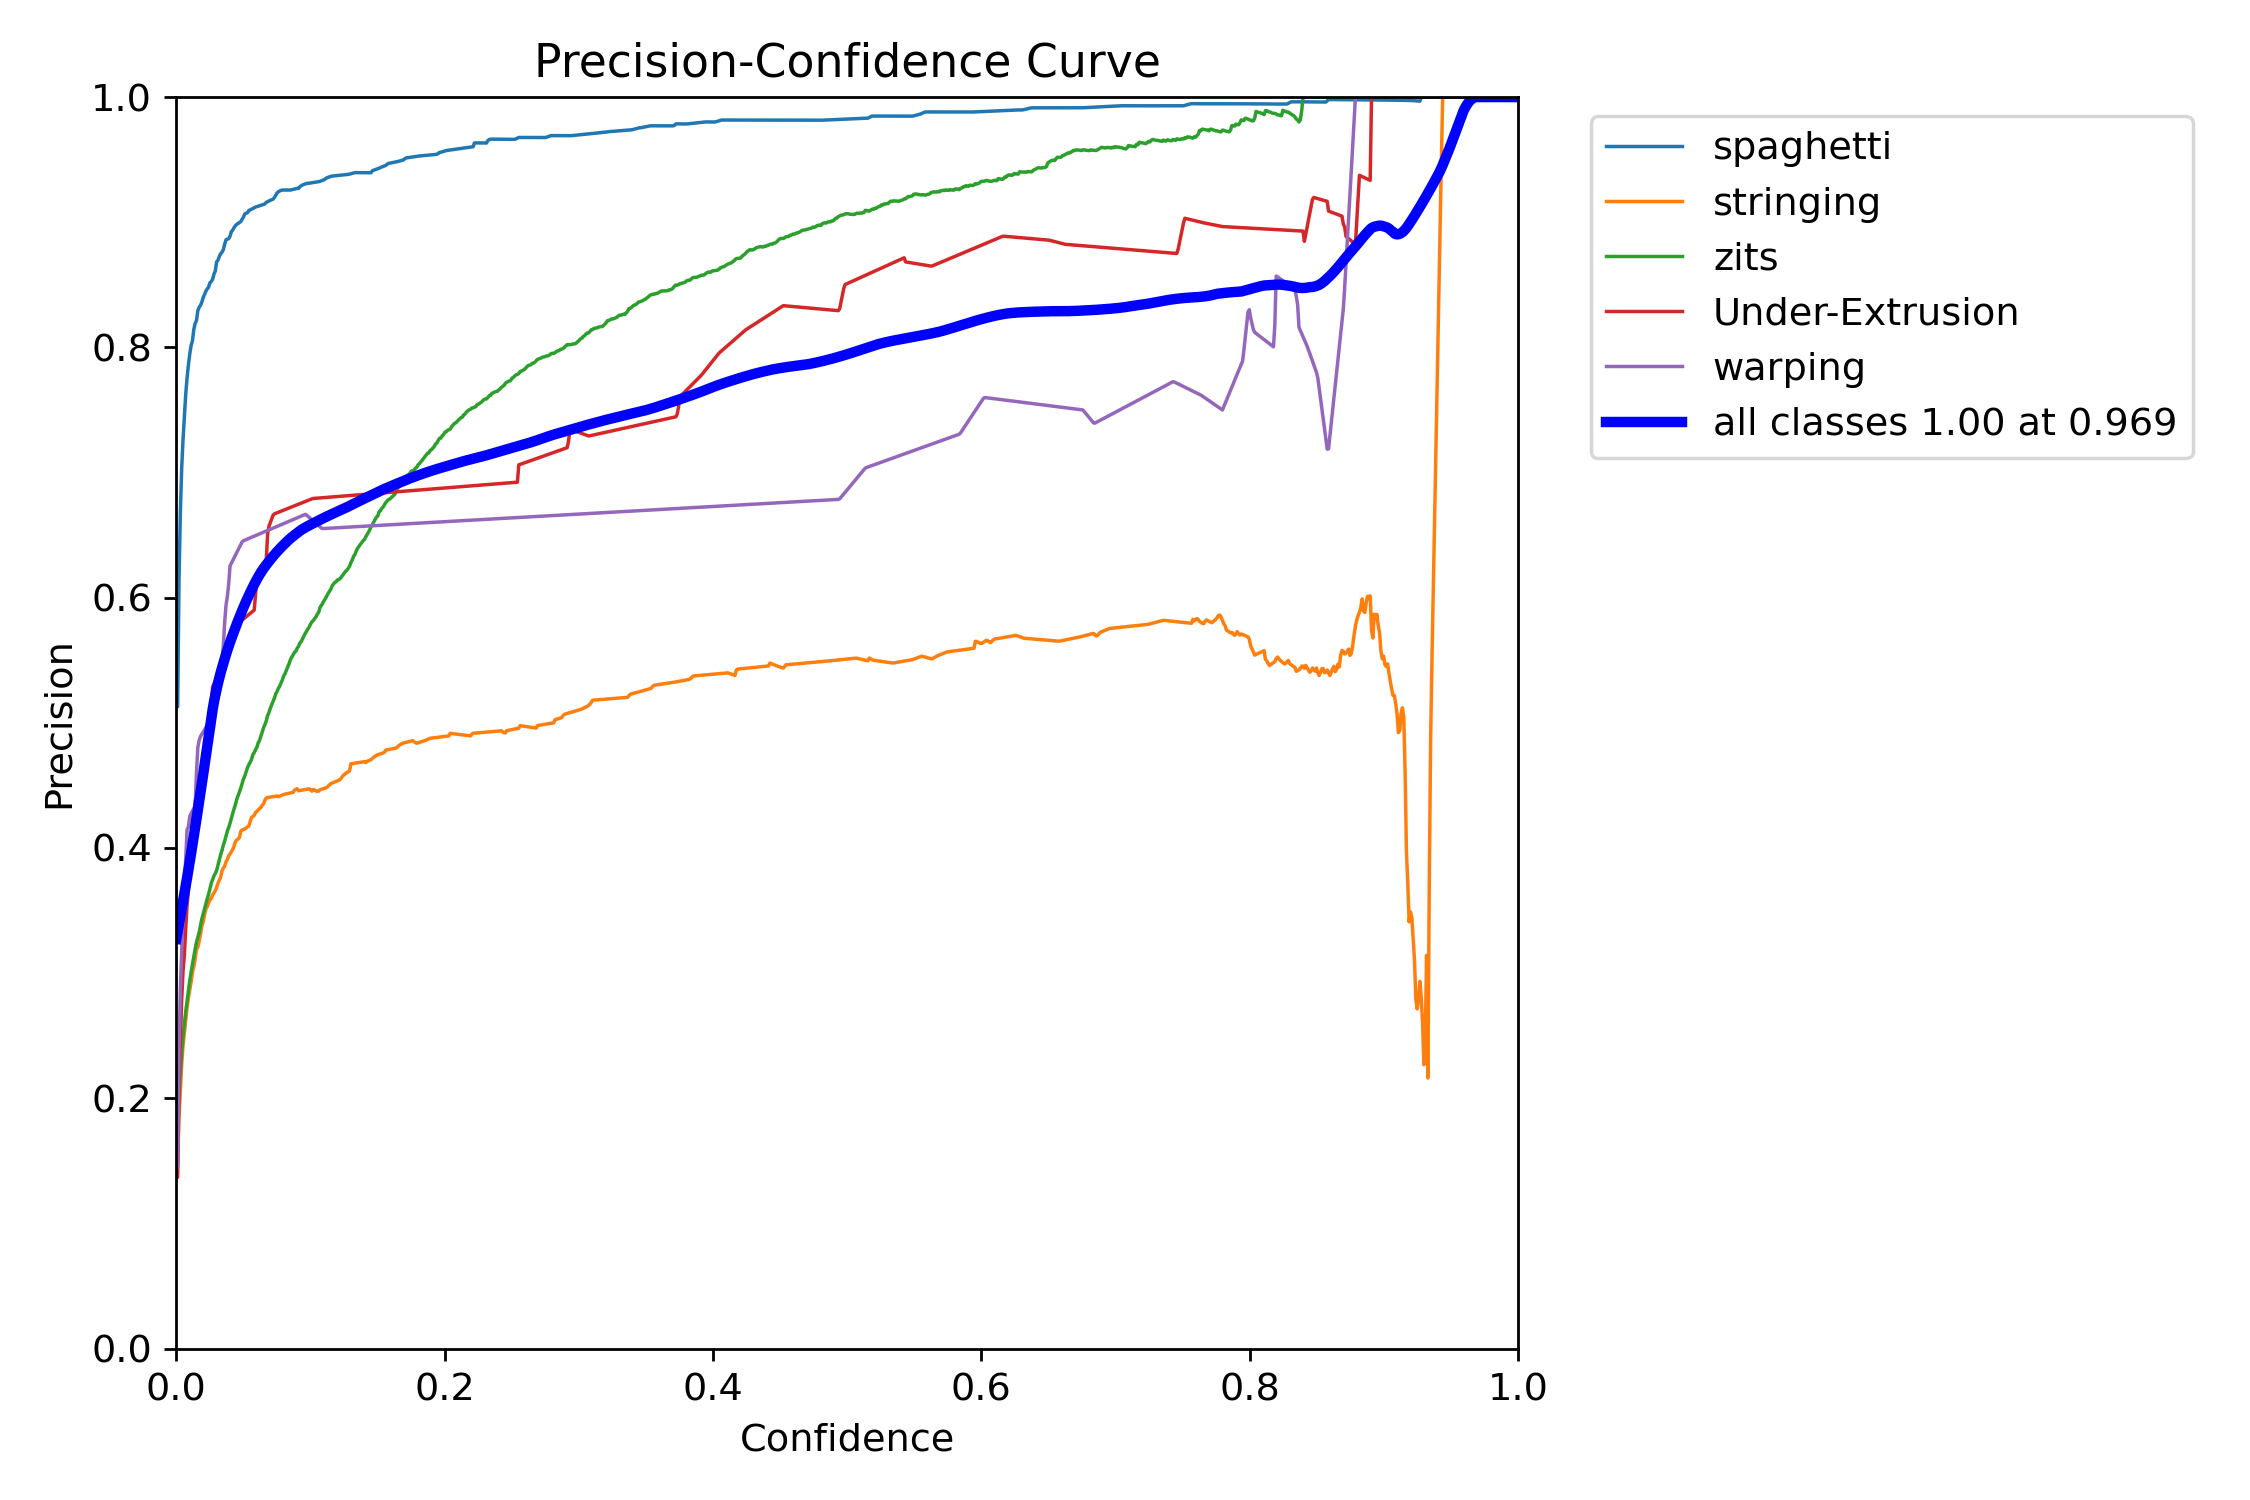 Precision-Confidence Curve
1.0
0.8
0.6
0.4
0.2
0.0
Precision
0.0 0.2 0.4 0.6 0.8 1.0
Confidence
spaghetti
stringing
zits
Under-Extrusion
warping
all classes 1.00 at 0.969